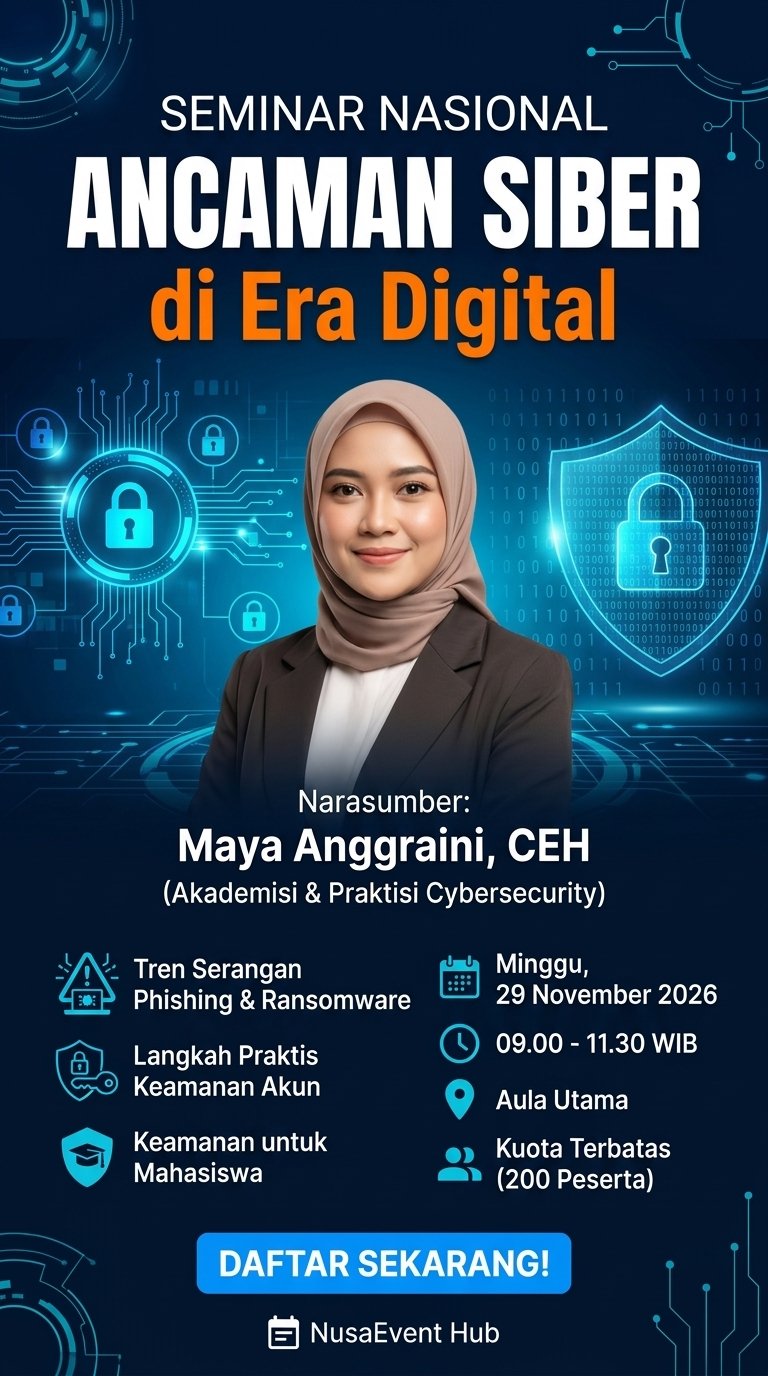 SEMINAR NASIONAL
ANCAMAN SIBER
di Era Digital
Narasumber:
Maya Anggraini, CEH
(Akademisi & Praktisi Cybersecurity)
Tren Serangan
Phishing & Ransomware
Langkah Praktis
Keamanan Akun
Keamanan untuk
Mahasiswa
Minggu,
29 November 2026
09.00 - 11.30 WIB
Aula Utama
Kuota Terbatas
(200 Peserta)
DAFTAR SEKARANG!
NusaEvent Hub